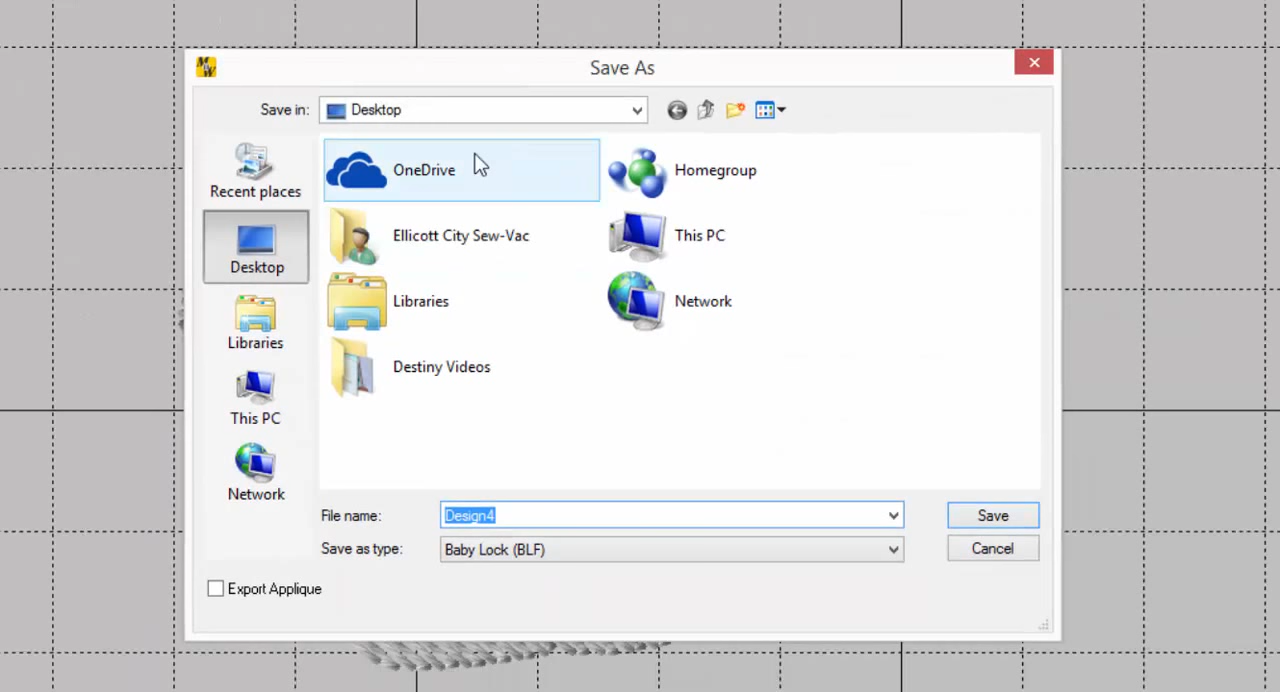 Save As
Save in: Desktop
Recent places
Desktop
Libraries
This PC
Network
OneDrive
Homegroup
Ellicott City Sew-Vac
This PC
Libraries
Network
Destiny Videos
File name: Design4
Save
Save as type: Baby Lock (BLF)
Cancel
Export Applique